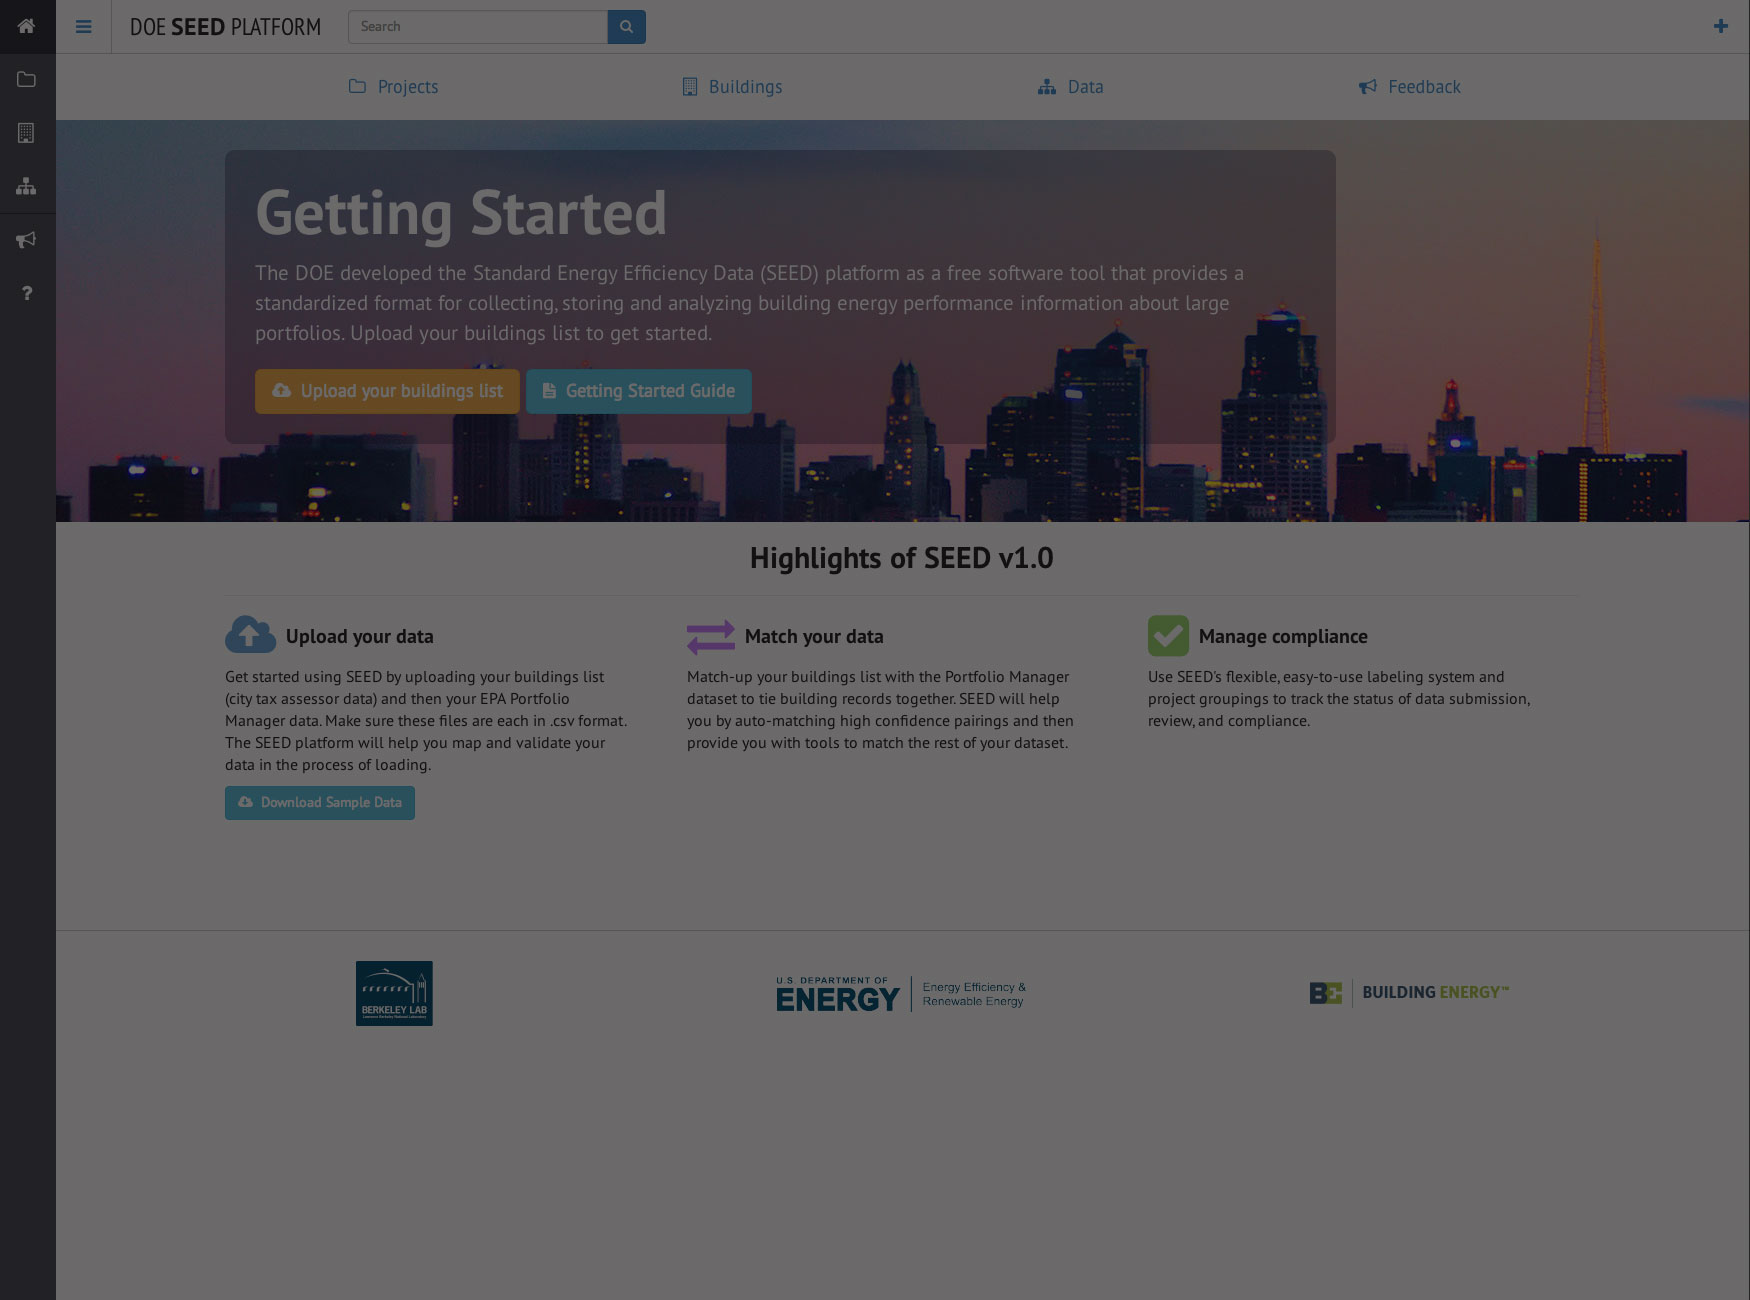 DOE SEED PLATFORM
Search
Projects
Buildings
Data
Feedback
Getting Started
The DOE developed the Standard Energy Efficiency Data (SEED) platform as a free software tool that provides a
standardized format for collecting, storing and analyzing building energy performance information about large
portfolios. Upload your buildings list to get started.
Upload your buildings list
Getting Started Guide
Highlights of SEED v1.0
Upload your data
Get started using SEED by uploading your buildings list
(city tax assessor data) and then your EPA Portfolio
Manager data. Make sure these files are each in .csv format.
The SEED platform will help you map and validate your
data in the process of loading.
Download Sample Data
Match your data
Match-up your buildings list with the Portfolio Manager
dataset to tie building records together. SEED will help
you by auto-matching high confidence pairings and then
provide you with tools to match the rest of your dataset.
Manage compliance
Use SEED's flexible, easy-to-use labeling system and
project groupings to track the status of data submission,
review, and compliance.
BERKELEY LAB
Lawrence Berkeley National Laboratory
U.S. DEPARTMENT OF
ENERGY
Energy Efficiency &
Renewable Energy
BUILDING ENERGY™